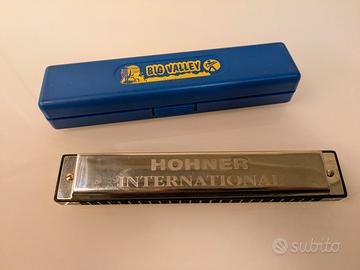 BIG VALLEY
HOHNER
INTERNATIONAL
subito